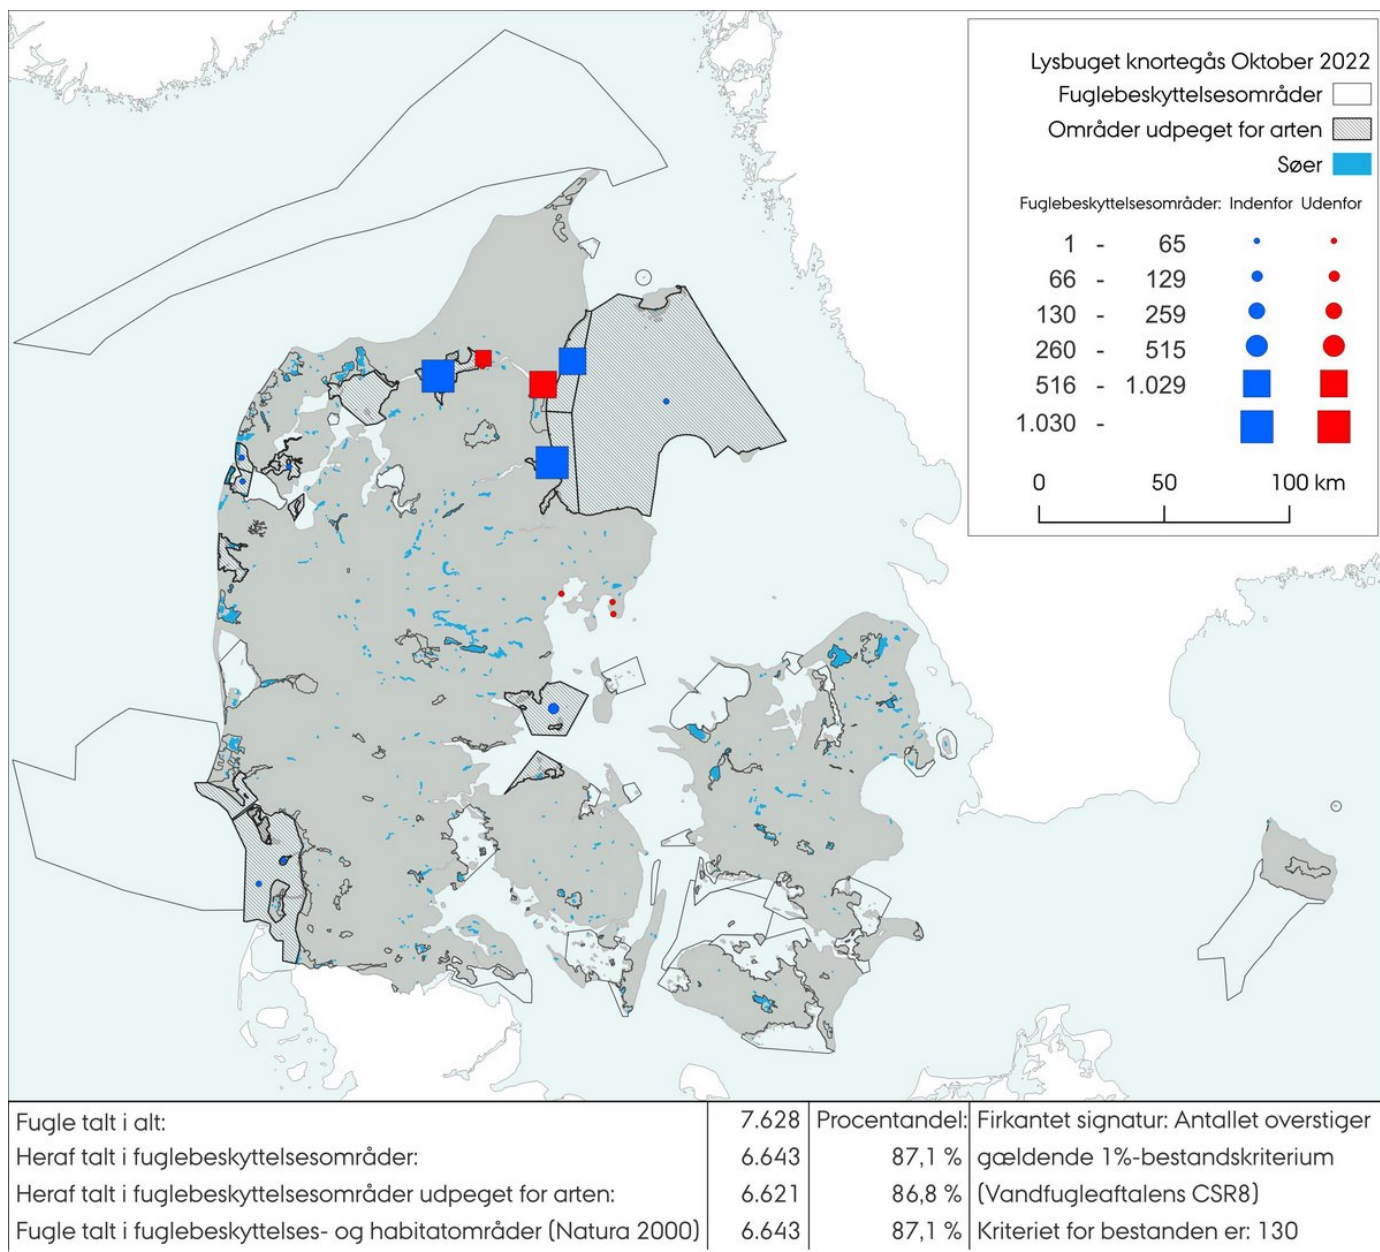 Lysbuget knortegås Oktober 2022
Fuglebeskyttelsesområder
Områder udpeget for arten
Søer
Fuglebeskyttelsesområder: Indenfor Udenfor
1 - 65
66 - 129
130 - 259
260 - 515
516 - 1.029
1.030 -
0 50 100 km
Fugle talt i alt: 7.628 Procentandel: Firkantet signatur: Antallet overstiger
Heraf talt i fuglebeskyttelsesområder: 6.643 87,1 % gældende 1%-bestandskriterium
Heraf talt i fuglebeskyttelsesområder udpeget for arten: 6.621 86,8 % (Vandfugleaftalens CSR8)
Fugle talt i fuglebeskyttelses- og habitatområder (Natura 2000) 6.643 87,1 % Kriteriet for bestanden er: 130